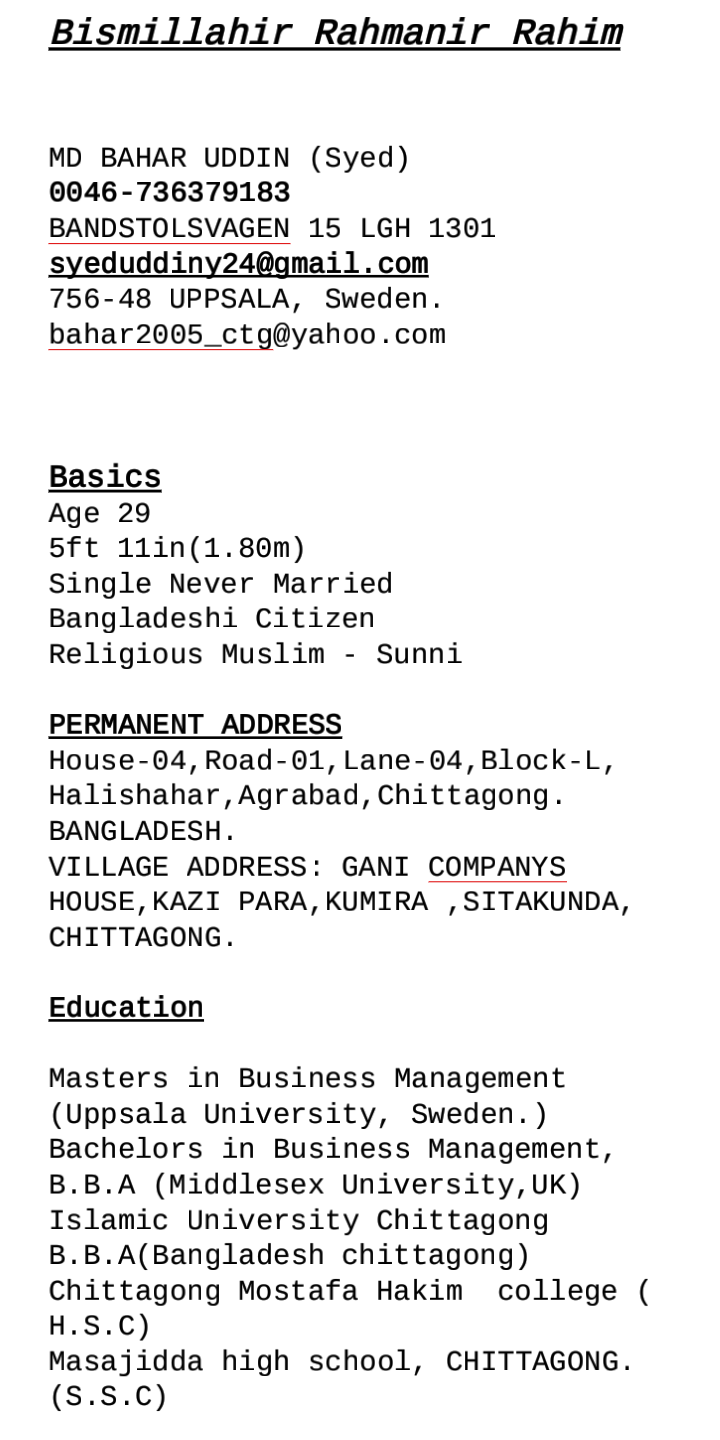 Bismillahir Rahmanir Rahim
MD BAHAR UDDIN (Syed)
0046-736379183
BANDSTOLSVAGEN 15 LGH 1301
syeduddiny24@gmail.com
756-48 UPPSALA, Sweden.
bahar2005_ctg@yahoo.com
Basics
Age 29
5ft 11in(1.80m)
Single Never Married
Bangladeshi Citizen
Religious Muslim - Sunni
PERMANENT ADDRESS
House-04,Road-01,Lane-04,Block-L,
Halishahar,Agrabad,Chittagong.
BANGLADESH.
VILLAGE ADDRESS: GANI COMPANYS
HOUSE,KAZI PARA,KUMIRA ,SITAKUNDA,
CHITTAGONG.
Education
Masters in Business Management
(Uppsala University, Sweden.)
Bachelors in Business Management,
B.B.A (Middlesex University,UK)
Islamic University Chittagong
B.B.A(Bangladesh chittagong)
Chittagong Mostafa Hakim  college (
H.S.C)
Masajidda high school, CHITTAGONG.
(S.S.C)